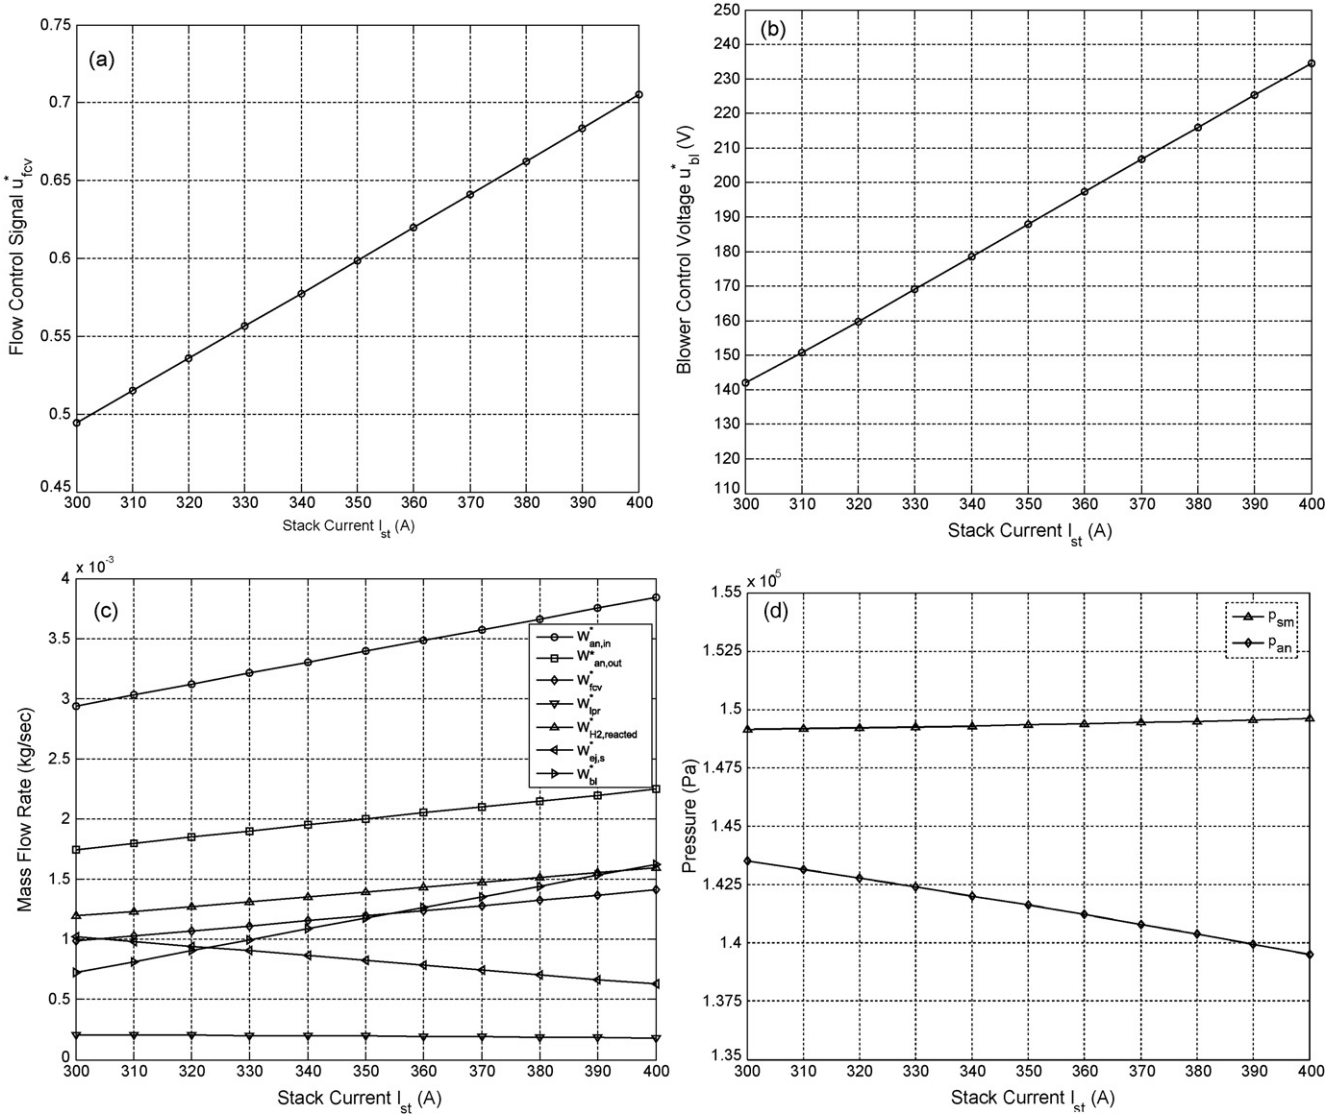 (a)
Flow Control Signal u*fcv
0.75
0.7
0.65
0.6
0.55
0.5
0.45
300 310 320 330 340 350 360 370 380 390 400
Stack Current Ist (A)
(b)
Blower Control Voltage u*bl (V)
250
240
230
220
210
200
190
180
170
160
150
140
130
120
110
300 310 320 330 340 350 360 370 380 390 400
Stack Current Ist (A)
(c)
x 10-3
Mass Flow Rate (kg/sec)
4
3.5
3
2.5
2
1.5
1
0.5
0
W*an,in
W*an,out
W*fcv
W*lpr
W*H2,reacted
W*ej,s
W*bl
300 310 320 330 340 350 360 370 380 390 400
Stack Current Ist (A)
(d)
x 105
Pressure (Pa)
1.55
1.525
1.5
1.475
1.45
1.425
1.4
1.375
1.35
psm
pan
300 310 320 330 340 350 360 370 380 390 400
Stack Current Ist (A)